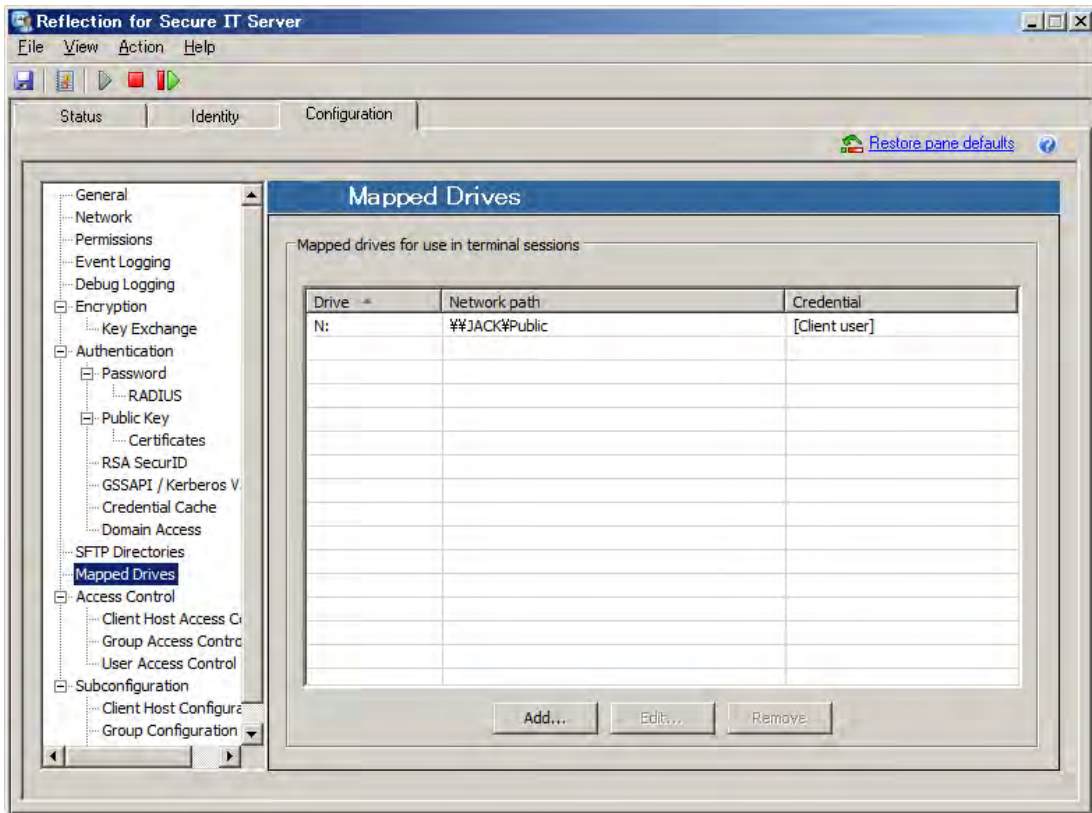 Reflection for Secure IT Server
File View Action Help
Status Identity Configuration
Restore pane defaults
General
Network
Permissions
Event Logging
Debug Logging
Encryption
Key Exchange
Authentication
Password
RADIUS
Public Key
Certificates
RSA SecurID
GSSAPI / Kerberos V
Credential Cache
Domain Access
SFTP Directories
Mapped Drives
Access Control
Client Host Access C
Group Access Contro
User Access Control
Subconfiguration
Client Host Configura
Group Configuration
Mapped Drives
Mapped drives for use in terminal sessions
Drive Network path Credential
N: ¥¥JACK¥Public [Client user]
Add... Edit... Remove